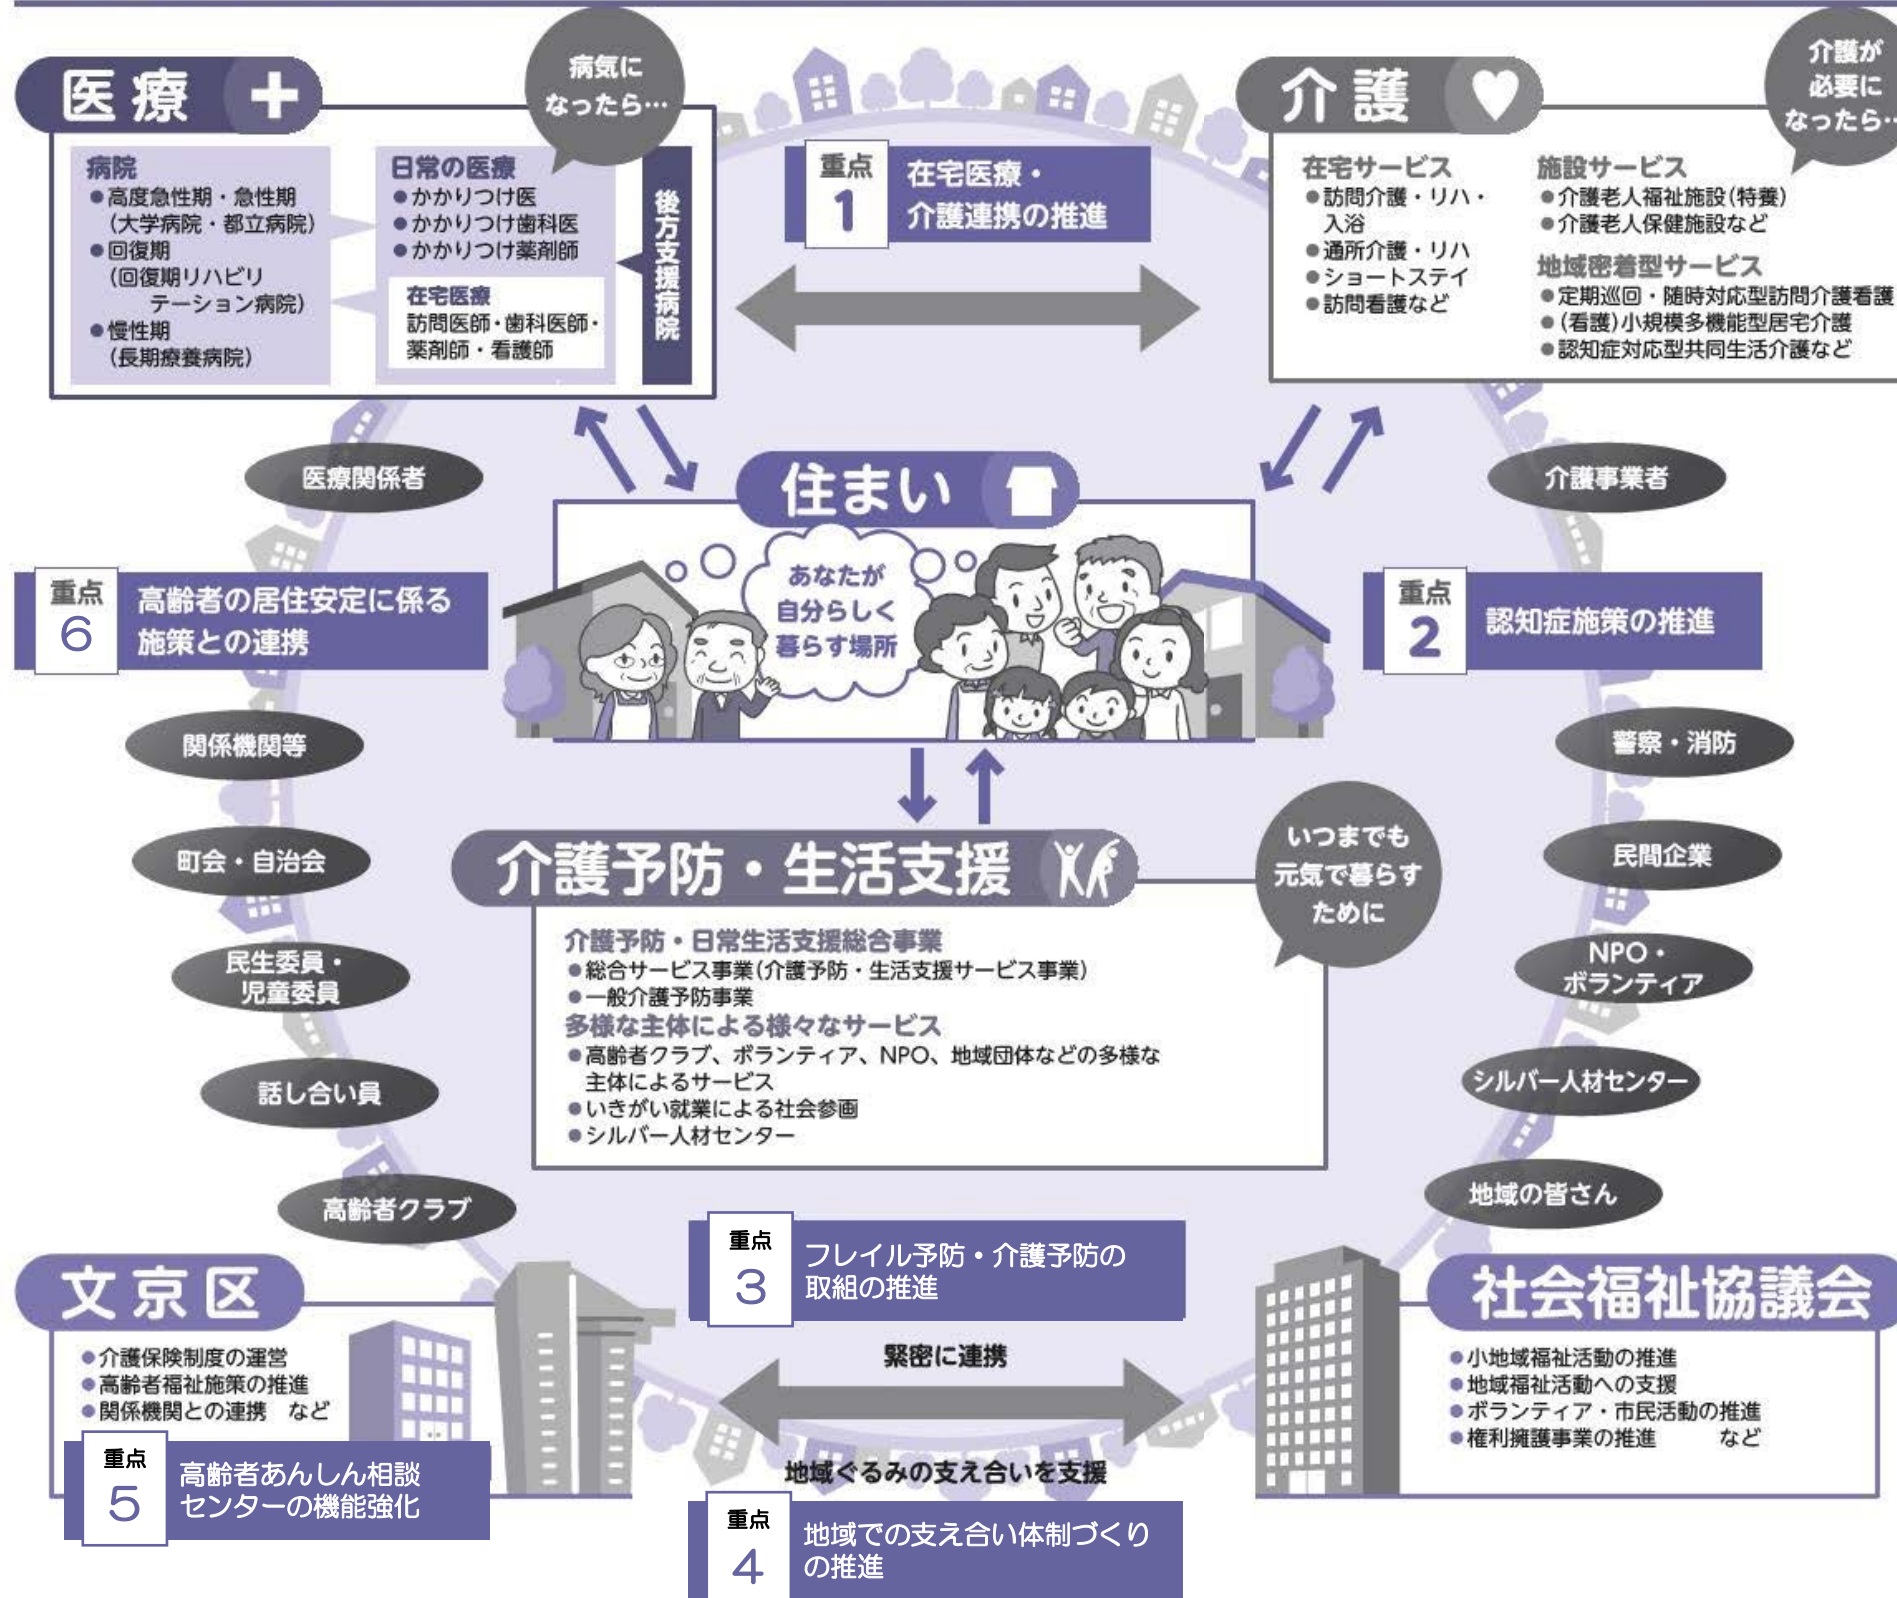 医療
病気に
なったら…
病院
●高度急性期・急性期
(大学病院・都立病院)
●回復期
(回復期リハビリ
テーション病院)
●慢性期
(長期療養病院)
日常の医療
●かかりつけ医
●かかりつけ歯科医
●かかりつけ薬剤師
在宅医療
訪問医師・歯科医師・
薬剤師・看護師
後方支援病院
重点
1
在宅医療・
介護連携の推進
介護
介護が
必要に
なったら…
在宅サービス
●訪問介護・リハ・
入浴
●通所介護・リハ
●ショートステイ
●訪問看護など
施設サービス
●介護老人福祉施設(特養)
●介護老人保健施設など
地域密着型サービス
●定期巡回・随時対応型訪問介護看護
●(看護)小規模多機能型居宅介護
●認知症対応型共同生活介護など
医療関係者
住まい
介護事業者
あなたが
自分らしく
暮らす場所
重点
6
高齢者の居住安定に係る
施策との連携
重点
2
認知症施策の推進
関係機関等
警察・消防
町会・自治会
民間企業
民生委員・
児童委員
NPO・
ボランティア
話し合い員
シルバー人材センター
高齢者クラブ
地域の皆さん
介護予防・生活支援
いつまでも
元気で暮らす
ために
介護予防・日常生活支援総合事業
●総合サービス事業(介護予防・生活支援サービス事業)
●一般介護予防事業
多様な主体による様々なサービス
●高齢者クラブ、ボランティア、NPO、地域団体などの多様な
主体によるサービス
●いきがい就業による社会参画
●シルバー人材センター
重点
3
フレイル予防・介護予防の
取組の推進
文京区
●介護保険制度の運営
●高齢者福祉施策の推進
●関係機関との連携 など
重点
5
高齢者あんしん相談
センターの機能強化
緊密に連携
地域ぐるみの支え合いを支援
重点
4
地域での支え合い体制づくり
の推進
社会福祉協議会
●小地域福祉活動の推進
●地域福祉活動への支援
●ボランティア・市民活動の推進
●権利擁護事業の推進 など